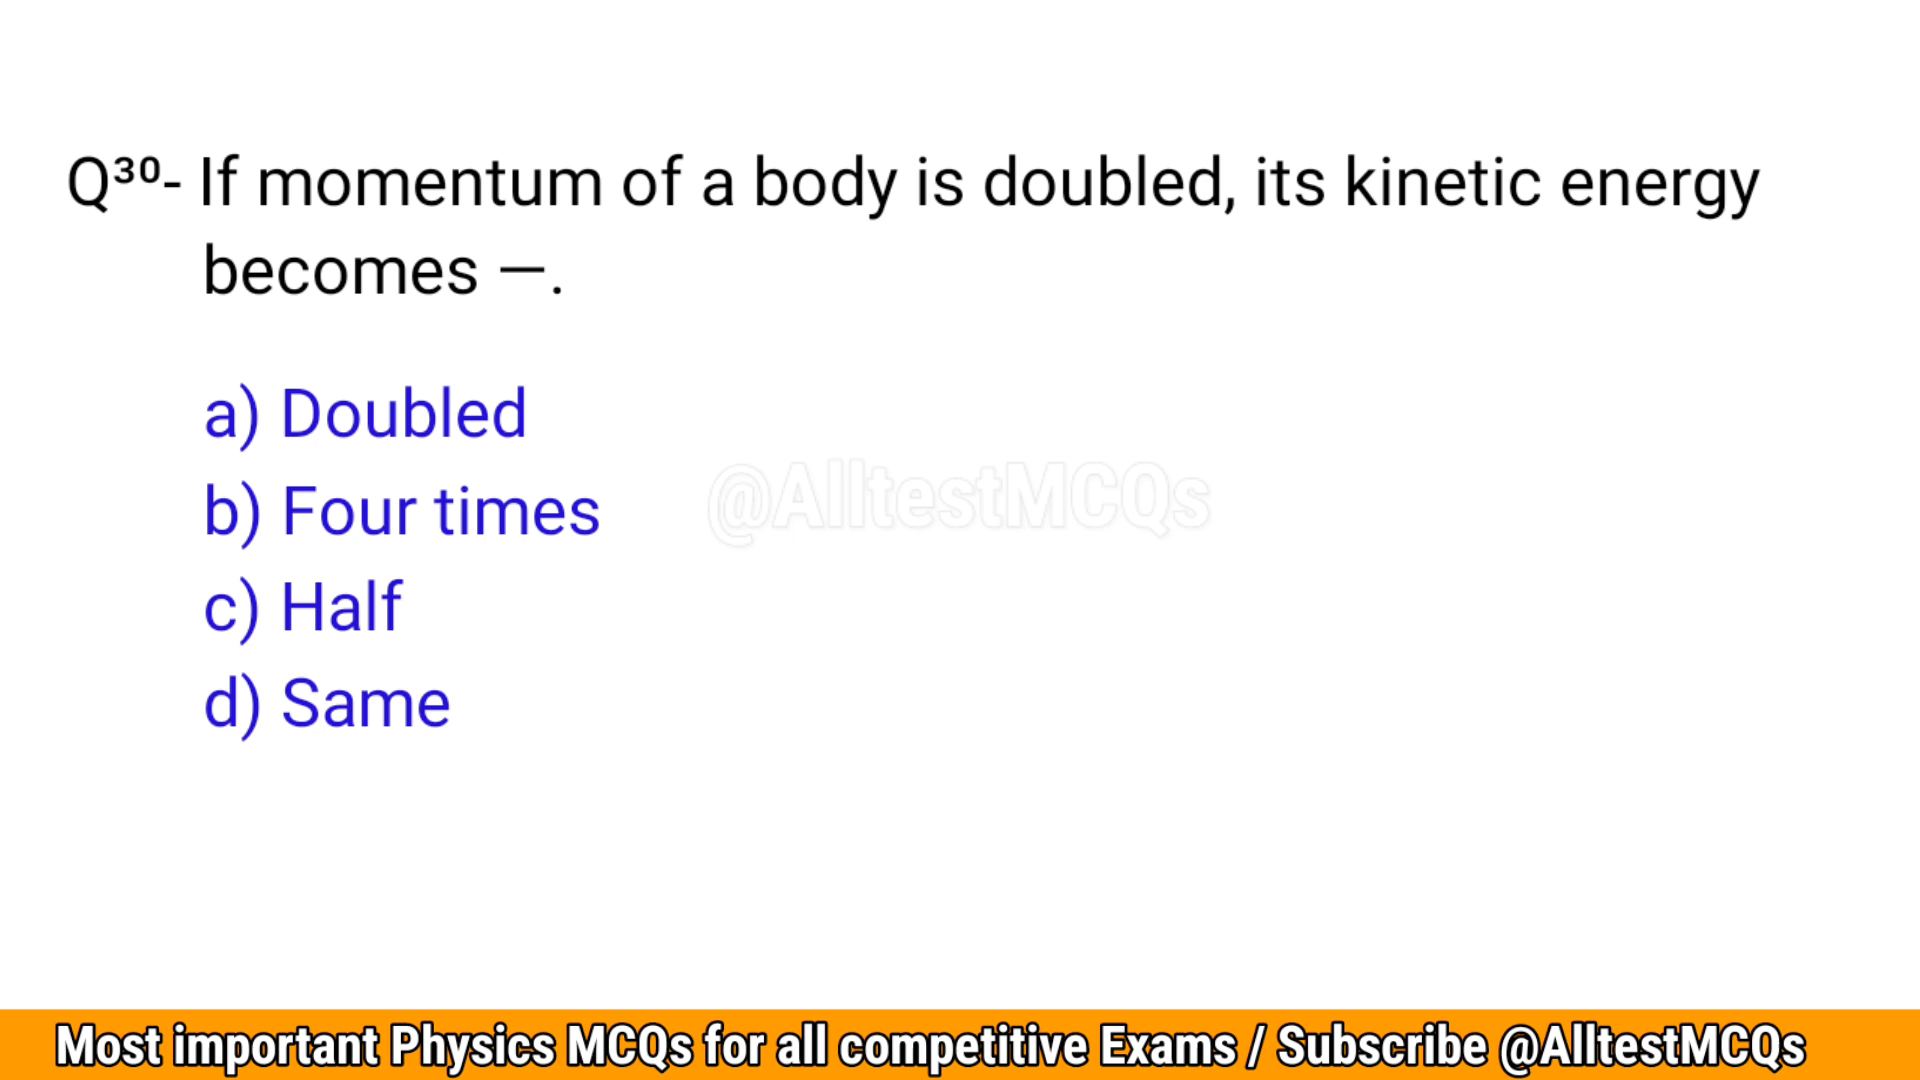 Q³⁰- If momentum of a body is doubled, its kinetic energy
becomes —.
a) Doubled
b) Four times
@AlltestMCQs
c) Half
d) Same
Most important Physics MCQs for all competitive Exams / Subscribe @AlltestMCQs